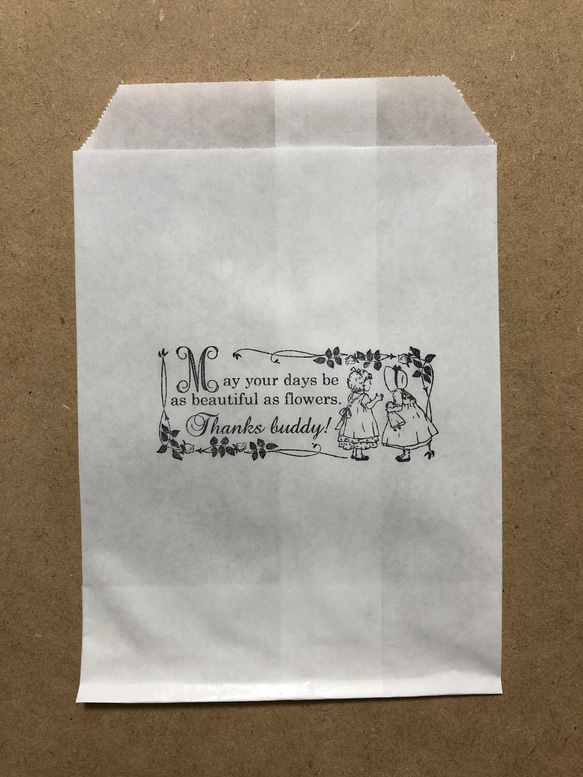 May your days be
as beautiful as flowers.
Thanks buddy!